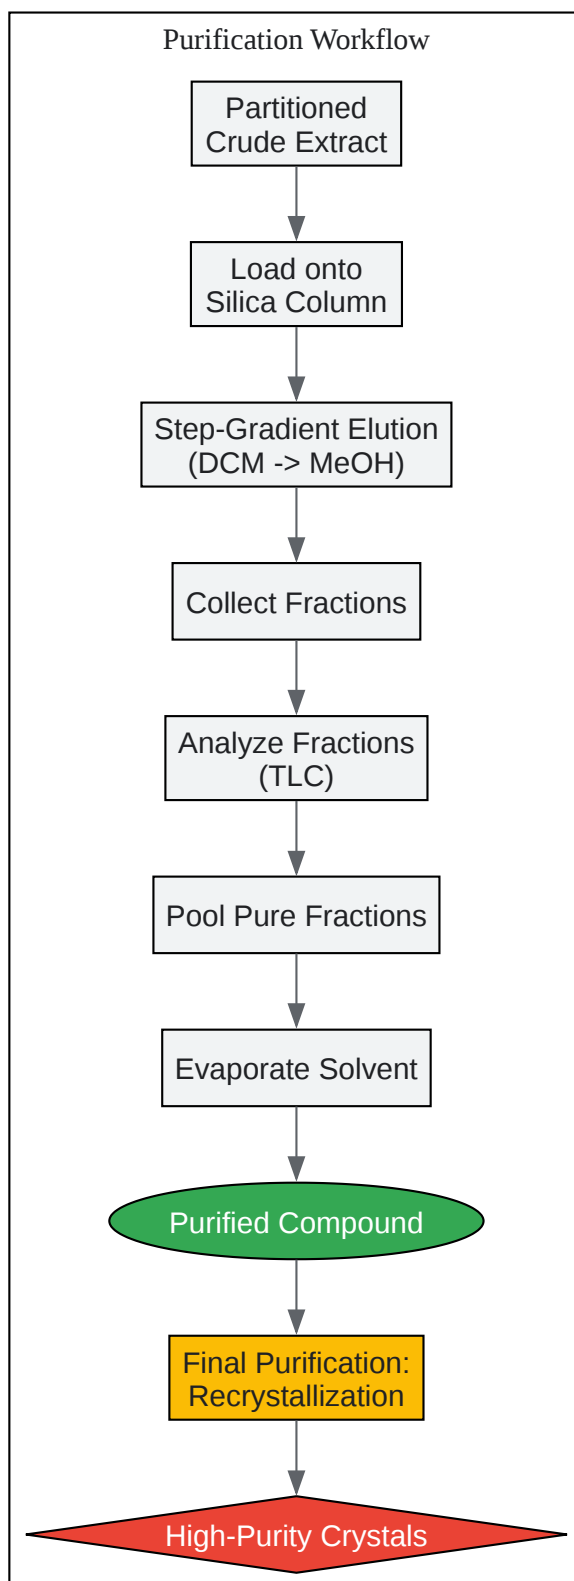 Purification Workflow
Partitioned
Crude Extract
Load onto
Silica Column
Step-Gradient Elution
(DCM -> MeOH)
Collect Fractions
Analyze Fractions
(TLC)
Pool Pure Fractions
Evaporate Solvent
Purified Compound
Final Purification:
Recrystallization
High-Purity Crystals